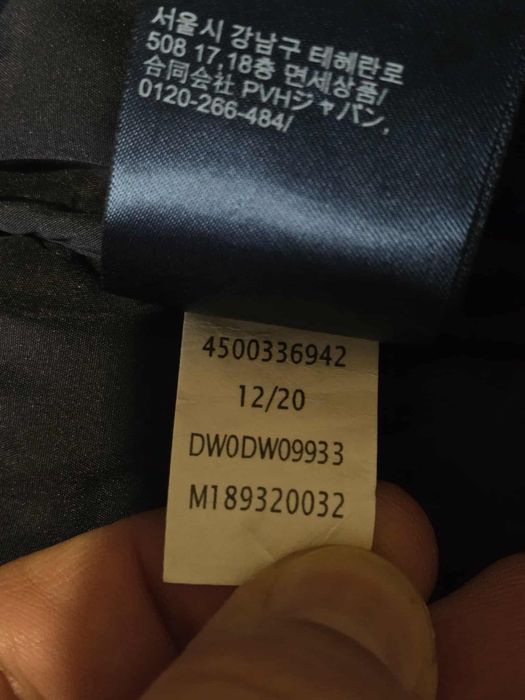 서울시 강남구 테헤란로
508 17,18층 연세상품/
合同会社 PVHジャパン,
0120-266-484/
4500336942
12/20
DW0DW09933
M189320032